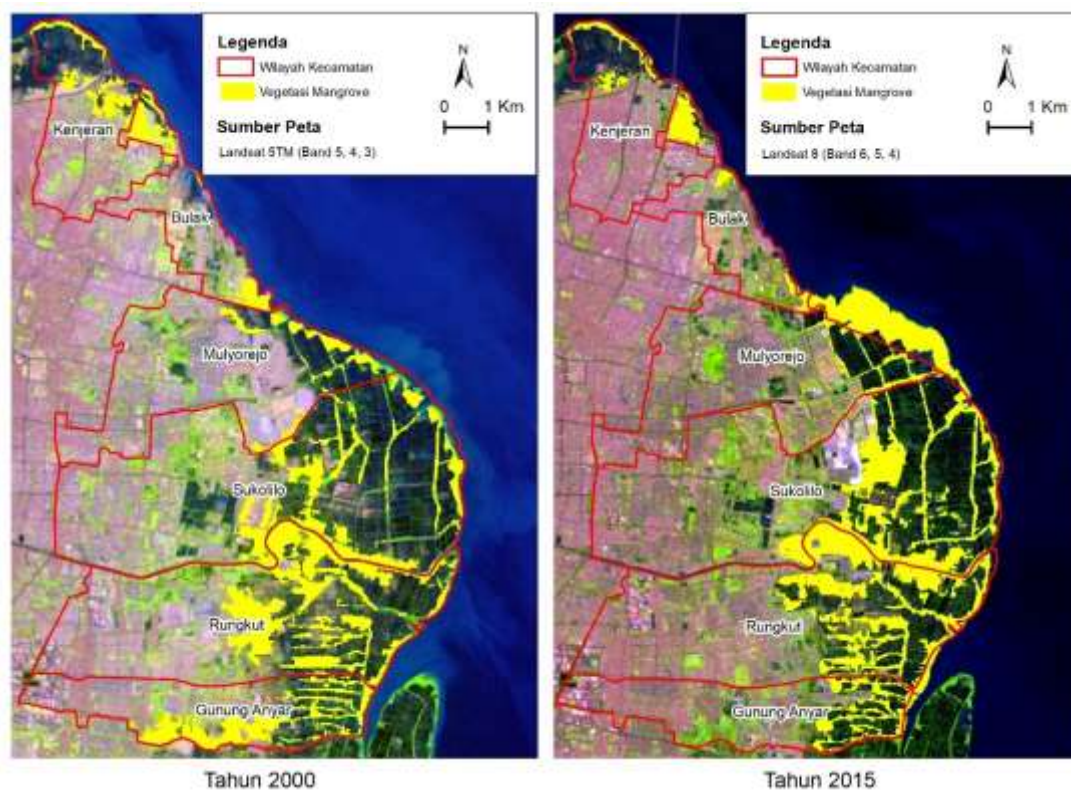 Legenda
Wilayah Kecamatan
Vegetasi Mangrove
Sumber Peta
Landsat 5TM (Band 5, 4, 3)
N
0 1 Km
Kenjeran
Bulak
Mulyorejo
Sukolilo
Rungkut
Gunung Anyar
Tahun 2000
Legenda
Wilayah Kecamatan
Vegetasi Mangrove
Sumber Peta
Landsat 8 (Band 6, 5, 4)
N
0 1 Km
Kenjeran
Bulak
Mulyorejo
Sukolilo
Rungkut
Gunung Anyar
Tahun 2015